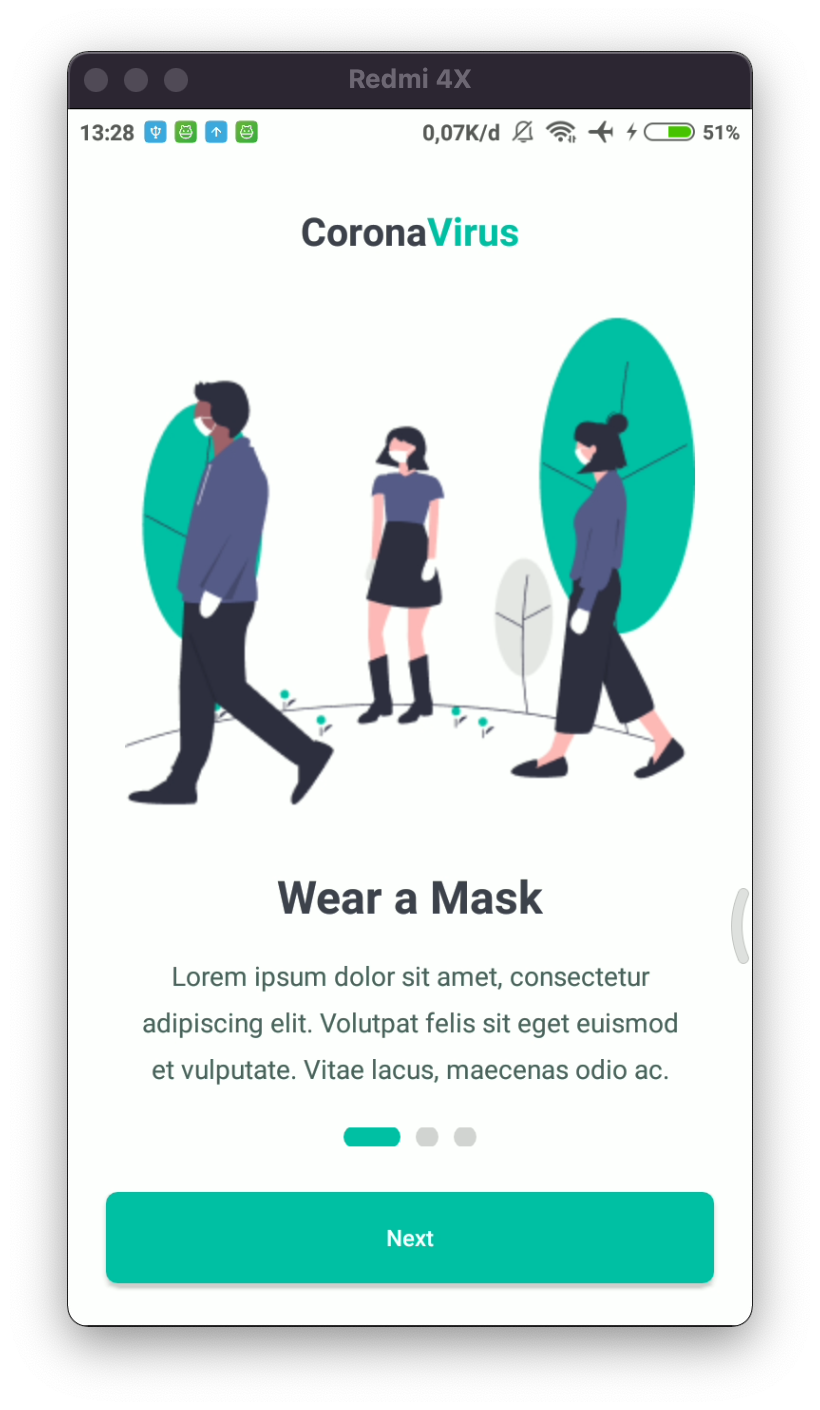 Redmi 4X
13:28 0,07K/d 51%
CoronaVirus
Wear a Mask
Lorem ipsum dolor sit amet, consectetur
adipiscing elit. Volutpat felis sit eget euismod
et vulputate. Vitae lacus, maecenas odio ac.
Next